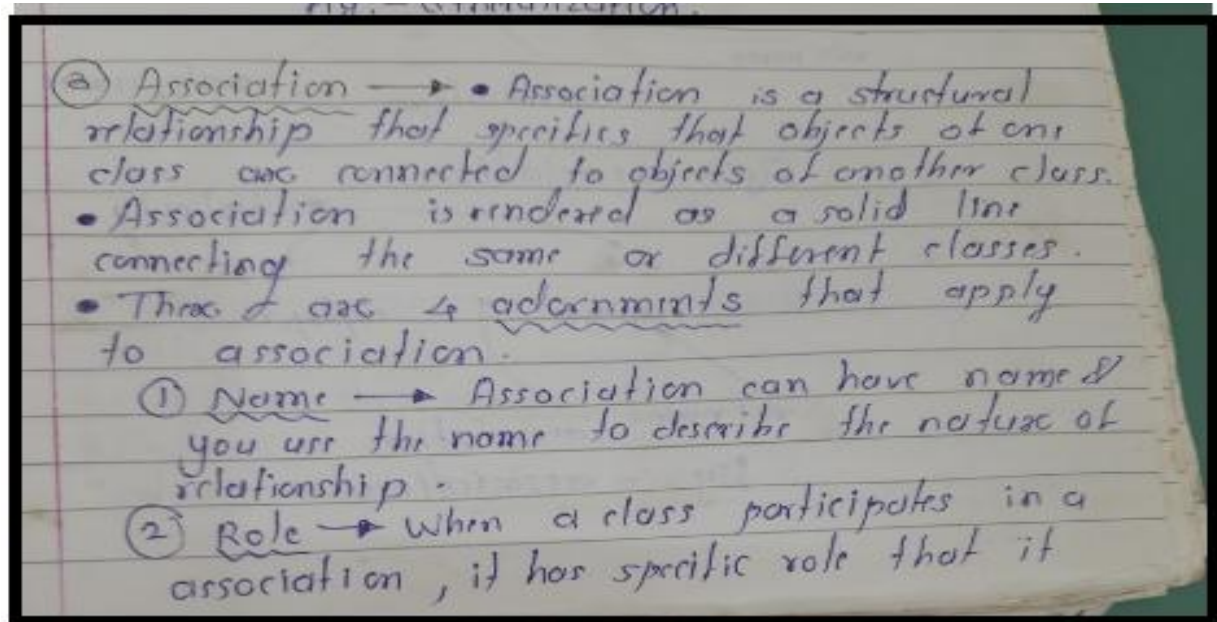 ③ Association → • Association is a structural
relationship that specifies that objects of one
class are connected to objects of another class.
• Association is rendered as a solid line
connecting the same or different classes.
• There are 4 adornments that apply
to association.
① Name → Association can have name &
you use the name to describe the nature of
relationship.
② Role → When a class participates in a
association, it has specific role that it